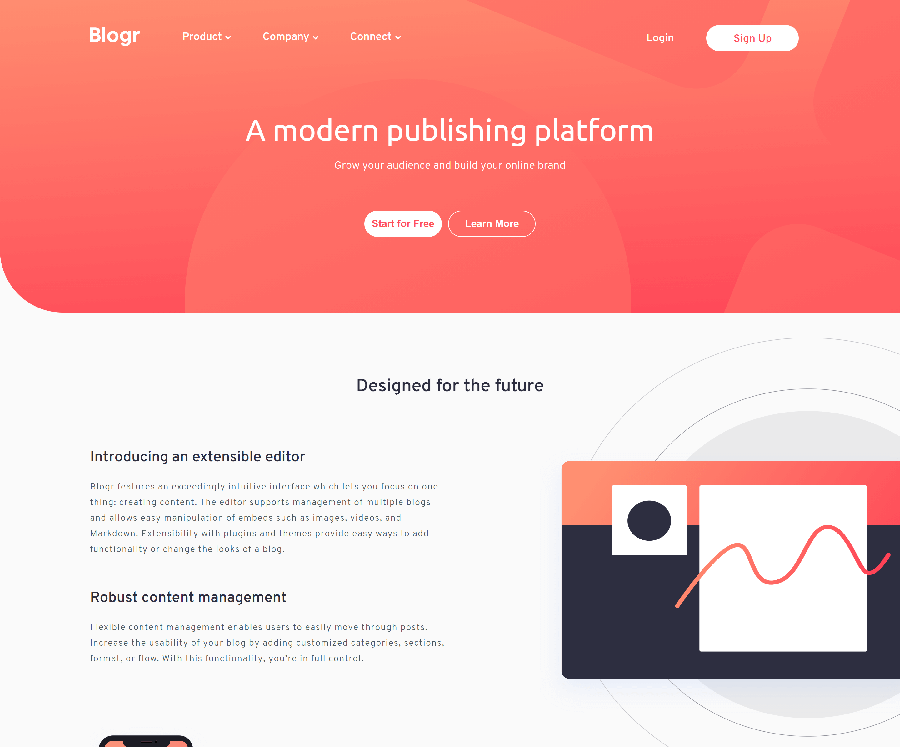 Blogr
Product
Company
Connect
Login
Sign Up
A modern publishing platform
Grow your audience and build your online brand
Start for Free
Learn More
Designed for the future
Introducing an extensible editor
Blogr features an exceedingly intuitive interface which lets you focus on one
thing: creating content. The editor supports management of multiple blogs
and allows easy manipulation of embeds such as images, videos, and
Markdown. Extensibility with plugins and themes provide easy ways to add
functionality or change the looks of a blog.
Robust content management
Flexible content management enables users to easily move through posts.
Increase the usability of your blog by adding customized categories, sections,
format, or flow. With this functionality, you're in full control.